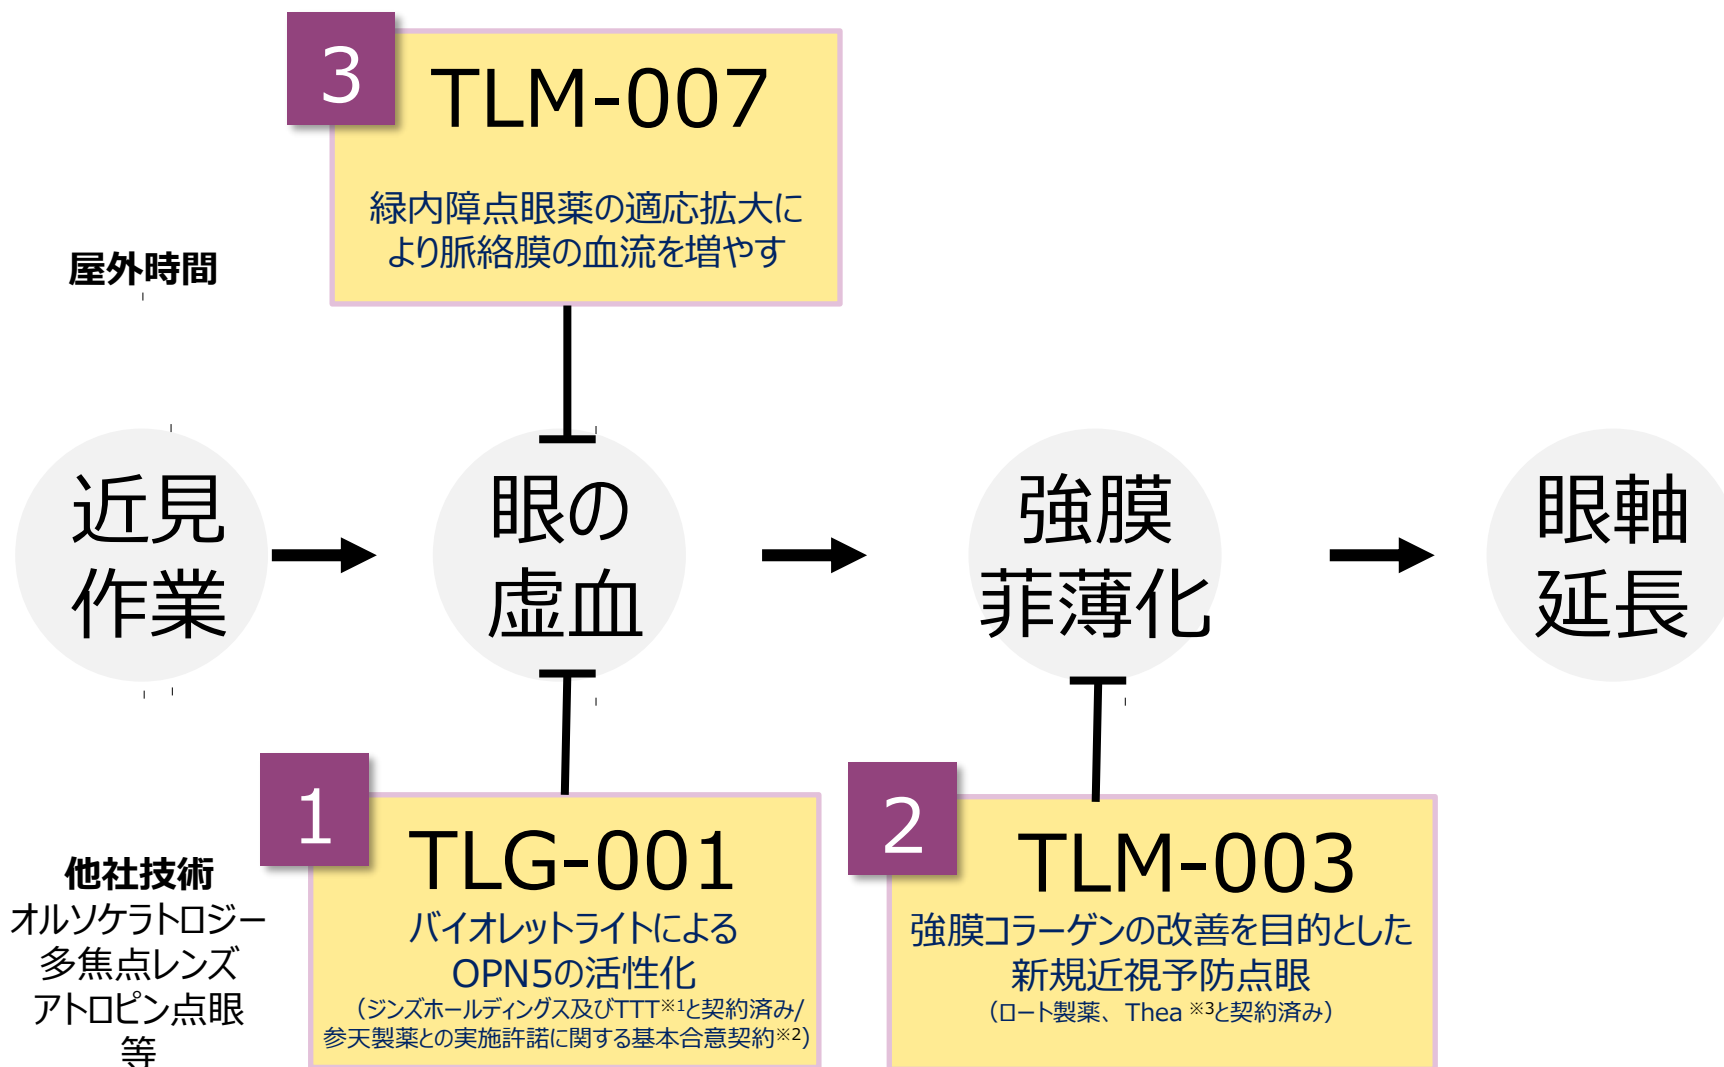 3
TLM-007
緑内障点眼薬の適応拡大に
より脈絡膜の血流を増やす
屋外時間
近見
作業
眼の
虚血
強膜
菲薄化
眼軸
延長
1
TLG-001
バイオレットライトによる
OPN5の活性化
（ジンズホールディングス及びTTT※1と契約済み/
参天製薬との実施許諾に関する基本合意契約※2）
2
TLM-003
強膜コラーゲンの改善を目的とした
新規近視予防点眼
（ロート製薬、Thea ※3と契約済み）
他社技術
オルソケラトロジー
多焦点レンズ
アトロピン点眼
等